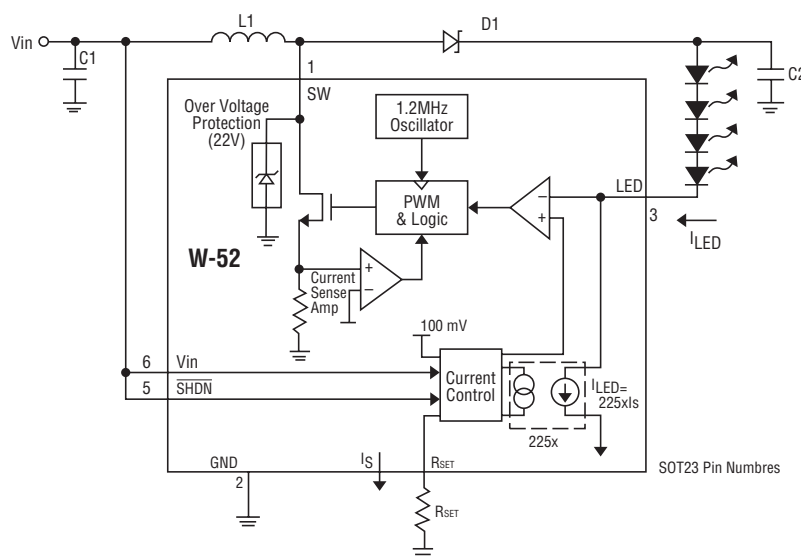 L1
D1
Vin
C1
C2
1
SW
Over Voltage
Protection
(22V)
1.2MHz
Oscillator
PWM
& Logic
−
+
LED
3
ILED
W-52
Current
Sense
Amp
+
−
100 mV
6 Vin
5 SHDN
Current
Control
ILED=
225xIs
225x
GND
2
IS
RSET
SOT23 Pin Numbres
RSET